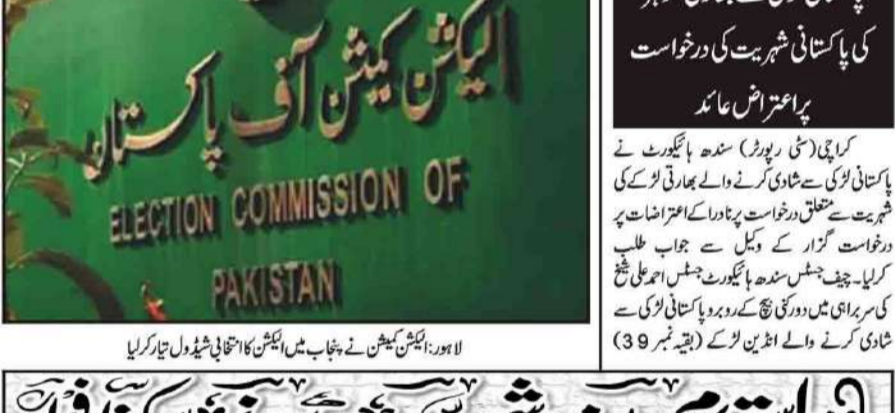 الیکشن کمیشن آف پاکستان
ELECTION COMMISSION OF
PAKISTAN
لاہور: الیکشن کمیشن نے پنجاب میں الیکشن کا انتخابی شیڈول تیار کرلیا
کی پاکستانی شہریت کی درخواست
پر اعتراض عائد
کراچی (سٹی رپورٹر) سندھ ہائیکورٹ نے
پاکستانی لڑکی سے شادی کرنے والے بھارتی لڑکے کی
شہریت سے متعلق درخواست پر نادرا کے اعتراضات پر
درخواست گزار کے وکیل سے جواب طلب
کرلیا۔ چیف جسٹس سندھ ہائیکورٹ جسٹس احمد علی شیخ
کی سربراہی میں دو رکنی بنچ کے روبرو پاکستانی لڑکی سے
شادی کرنے والے انڈین لڑکے (بقیہ نمبر 39)